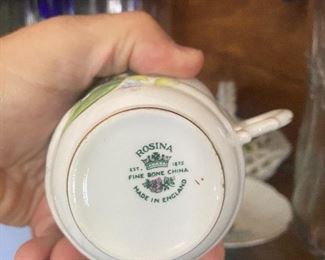 ROSINA
EST. 1875
FINE BONE CHINA
MADE IN ENGLAND